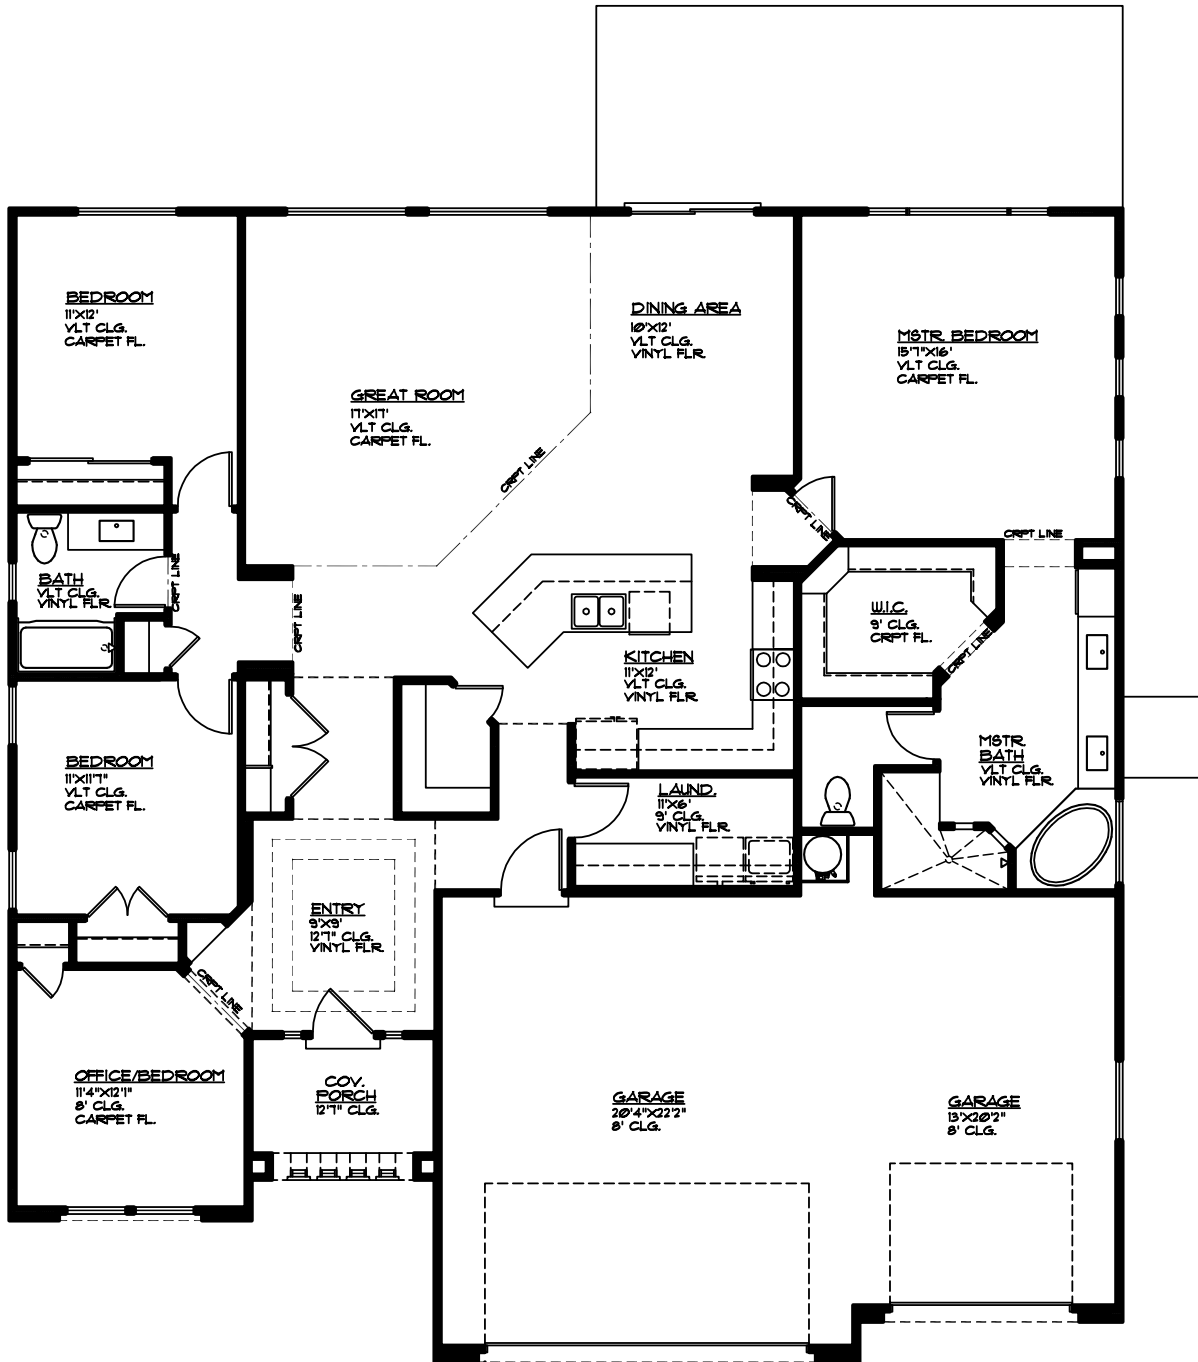 BEDROOM
11'X12'
VLT CLG.
CARPET FL.
DINING AREA
10'X12'
VLT CLG.
VINYL FLR.
MSTR. BEDROOM
15'7"X16'
VLT CLG.
CARPET FL.
GREAT ROOM
17'X17'
VLT CLG.
CARPET FL.
CRPT LINE
CRPT LINE
CRPT LINE
BATH
VLT CLG.
VINYL FLR.
CRPT LINE
CRPT LINE
W.I.C.
9' CLG.
CRPT FL.
CRPT LINE
KITCHEN
11'X12'
VLT CLG.
VINYL FLR.
BEDROOM
11'X11'7"
VLT CLG.
CARPET FL.
MSTR.
BATH
VLT CLG.
VINYL FLR.
LAUND.
11'X6'
9' CLG.
VINYL FLR.
ENTRY
9'X9'
12'7" CLG.
VINYL FLR.
CRPT LINE
OFFICE/BEDROOM
11'4"X12'1"
8' CLG.
CARPET FL.
COV.
PORCH
12'7" CLG.
GARAGE
20'4"X22'2"
8' CLG.
GARAGE
13'X20'2"
8' CLG.